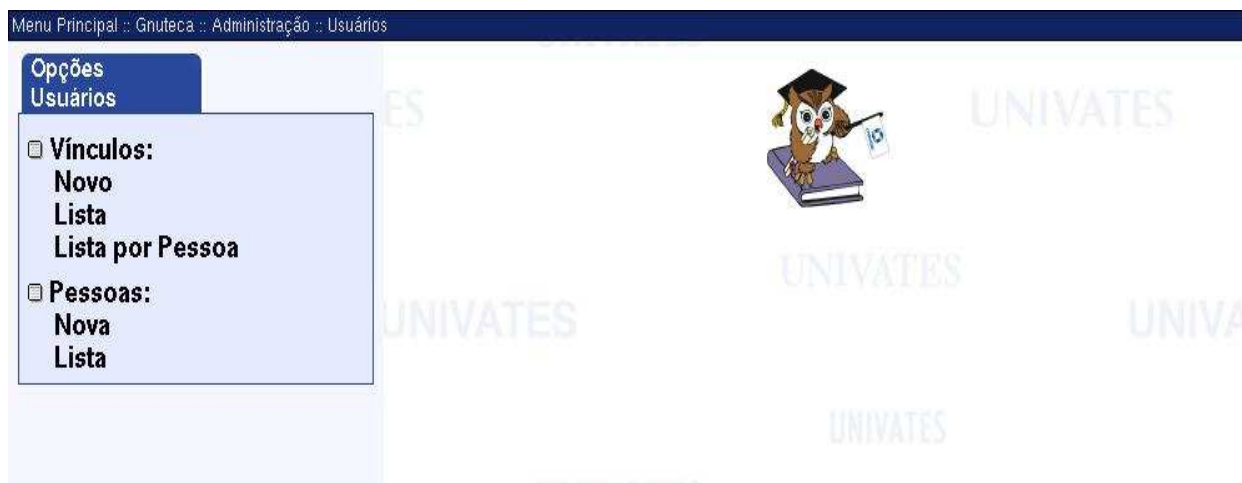 Menu Principal :: Gnuteca :: Administração :: Usuários
Opções
Usuários
Vínculos:
Novo
Lista
Lista por Pessoa
Pessoas:
Nova
Lista
UNIVATES
UNIVATES
UNIVATES
UNIVATES